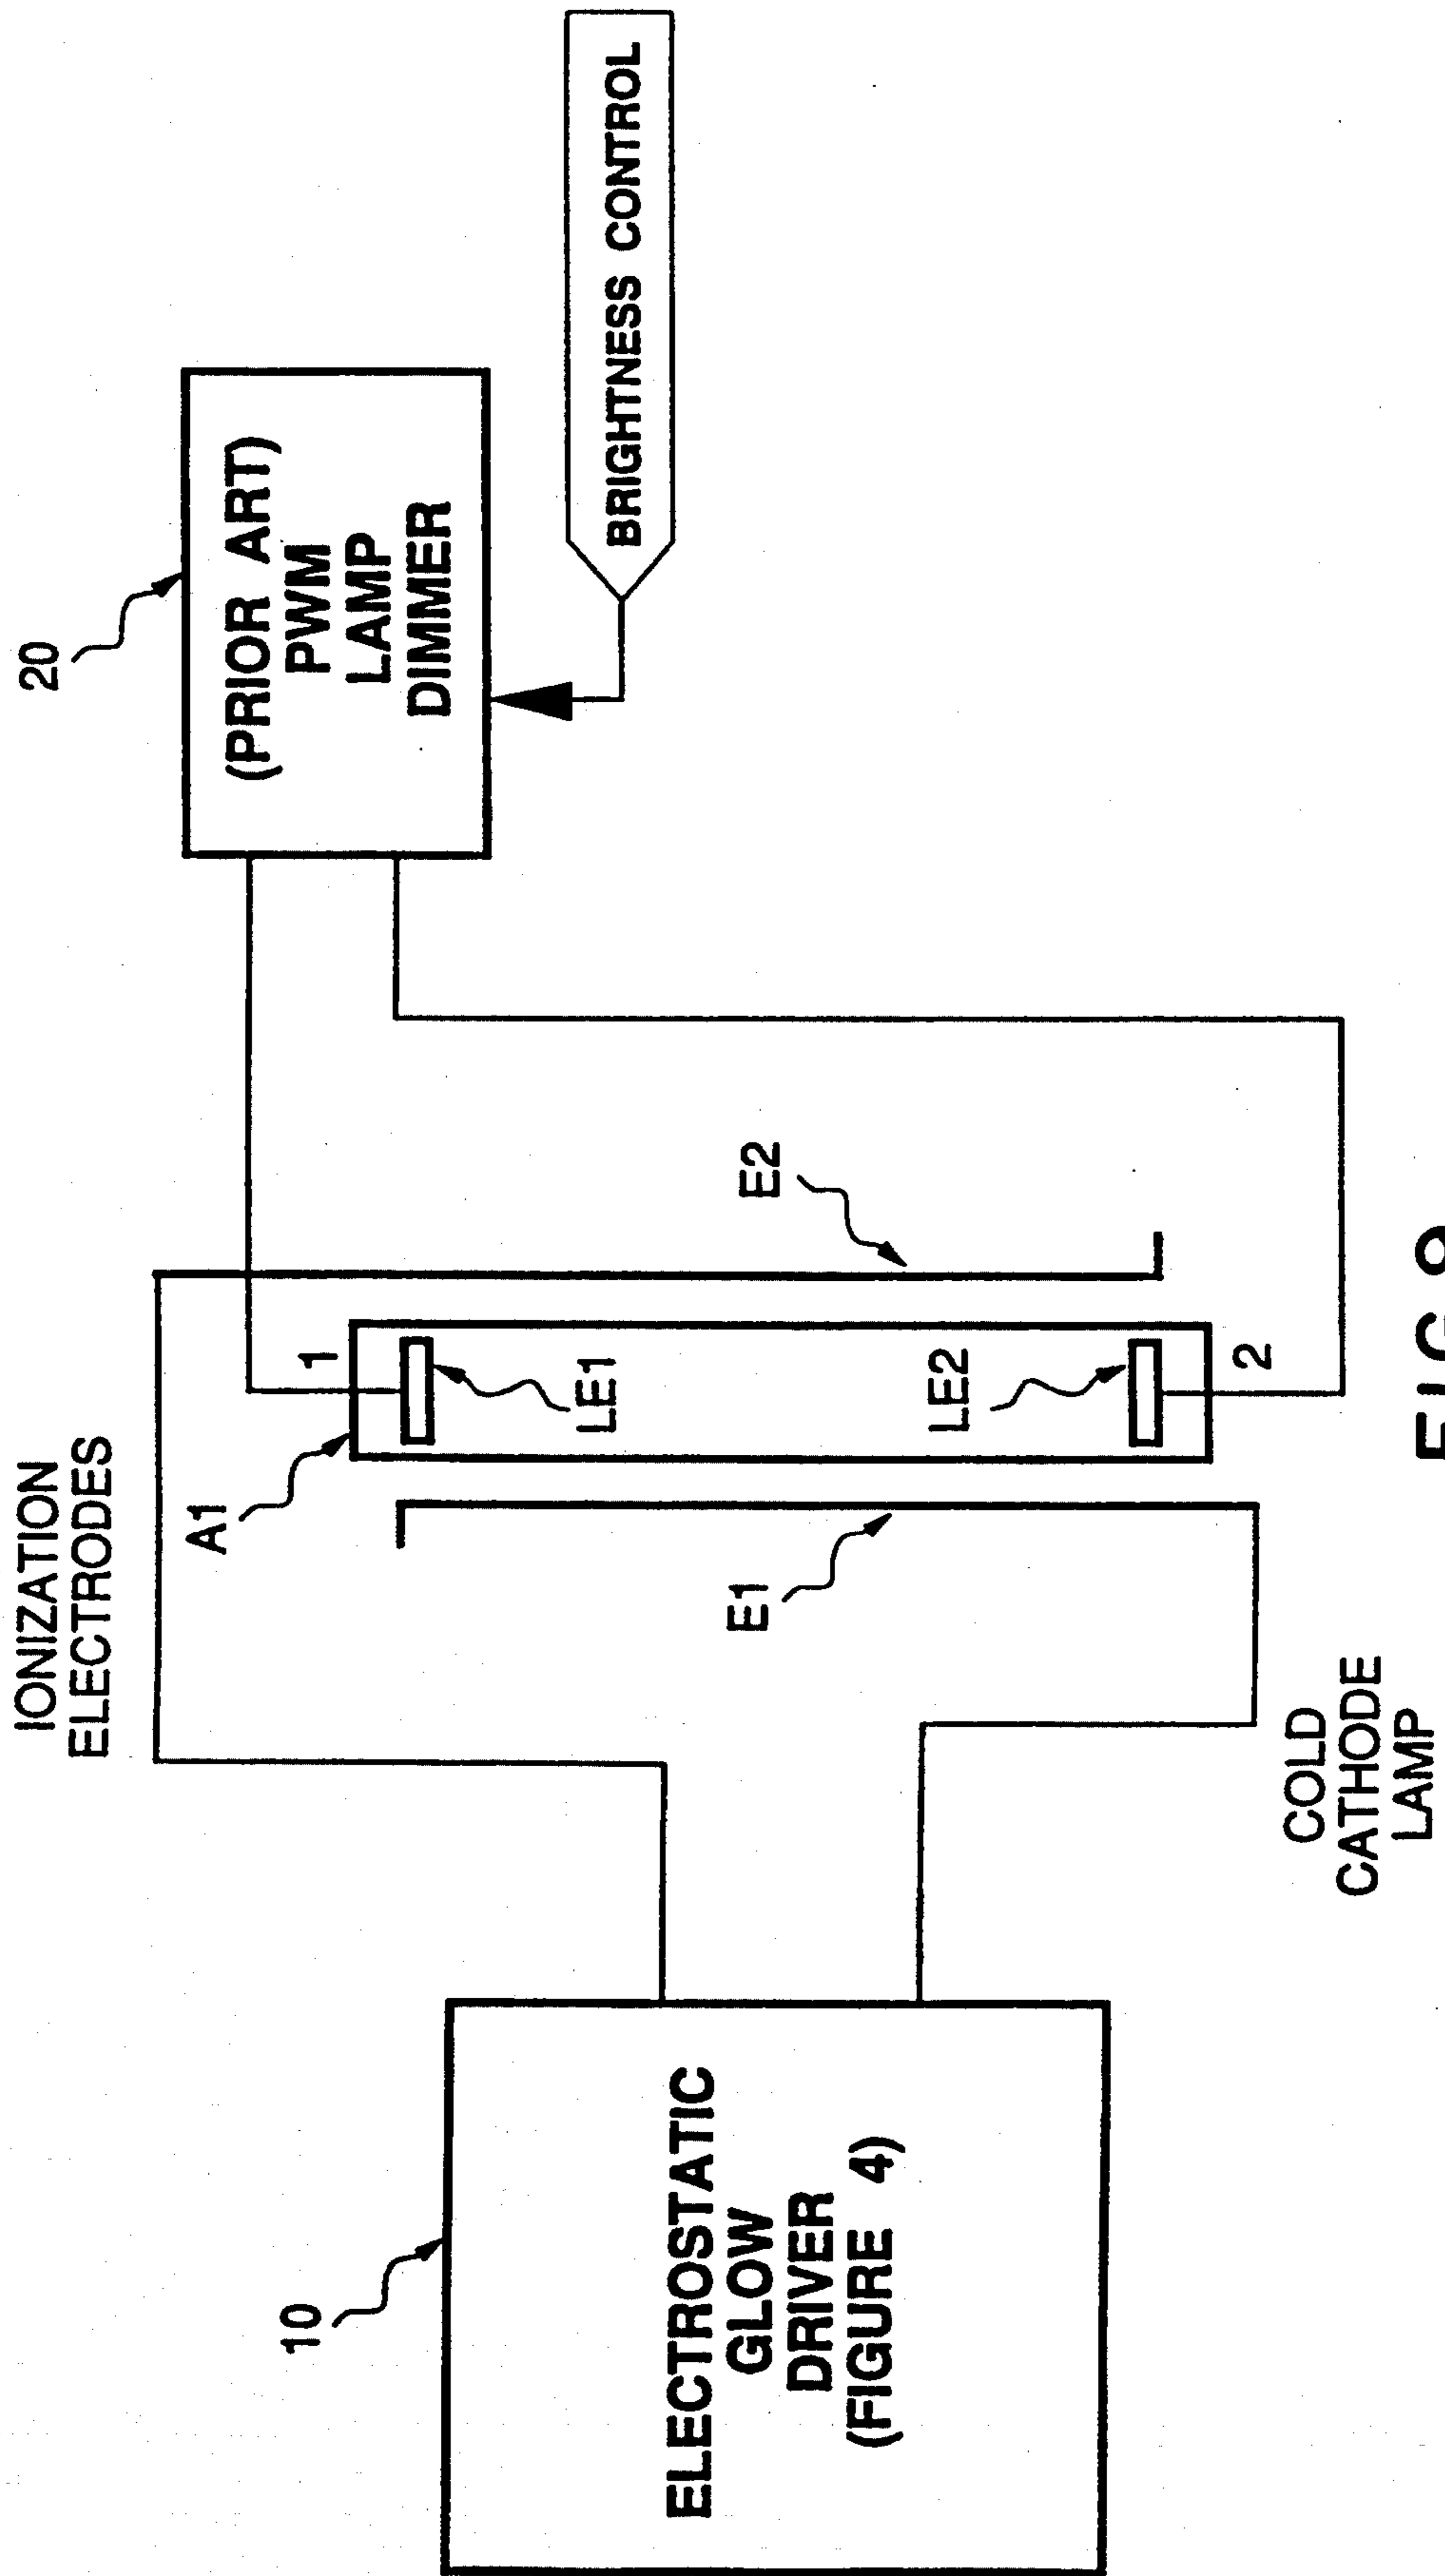 IONIZATION
ELECTRODES
20
A1
10
1
(PRIOR ART)
PWM
LAMP
DIMMER
LE1
BRIGHTNESS CONTROL
ELECTROSTATIC
GLOW
DRIVER
(FIGURE 4)
E1
E2
LE2
2
COLD
CATHODE
LAMP
FIG